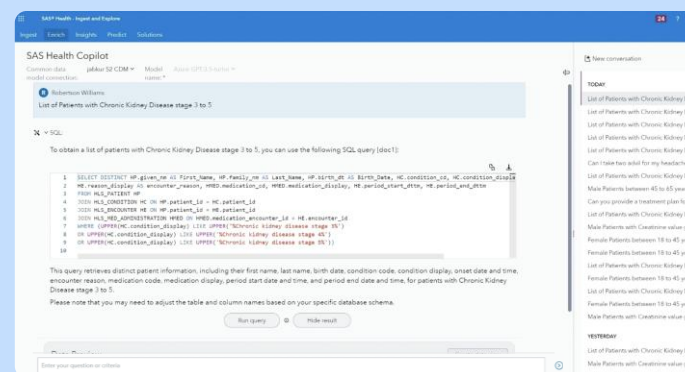 SAS® Health - Ingest and Explore
24
?
Ingest Enrich Insights Predict Solutions
SAS Health Copilot
Common data model connection: jablkur S2 CDM Model name: *
Robertson Williams
List of Patients with Chronic Kidney Disease stage 3 to 5
SQL
To obtain a list of patients with Chronic Kidney Disease stage 3 to 5, you can use the following SQL query [doc1]:
1 SELECT DISTINCT HP.given_nm AS First_Name, HP.family_nm AS Last_Name, HP.birth_dt AS Birth_Date, HC.condition_cd, HC.condition_displa
2 HE.reason_display AS encounter_reason, HMED.medication_cd, HMED.medication_display, HE.period_start_dttm, HE.period_end_dttm
3 FROM HLS_PATIENT HP
4 JOIN HLS_CONDITION HC ON HP.patient_id = HC.patient_id
5 JOIN HLS_ENCOUNTER HE ON HP.patient_id = HE.patient_id
6 JOIN HLS_MED_ADMINISTRATION HMED ON HMED.medication_encounter_id = HE.encounter_id
7 WHERE (UPPER(HC.condition_display) LIKE UPPER('%Chronic kidney disease stage 3%')
8 OR UPPER(HC.condition_display) LIKE UPPER('%Chronic kidney disease stage 4%')
9 OR UPPER(HC.condition_display) LIKE UPPER('%Chronic kidney disease stage 5%'))
10
This query retrieves distinct patient information, including their first name, last name, birth date, condition code, condition display, onset date and time,
encounter reason, medication code, medication display, period start date and time, and period end date and time, for patients with Chronic Kidney
Disease stage 3 to 5.
Please note that you may need to adjust the table and column names based on your specific database schema.
Run query Hide result
Enter your question or criteria
New conversation
TODAY
List of Patients with Chronic Kidney
List of Patients with Chronic Kidney
List of Patients with Chronic Kidney
List of Patients with Chronic Kidney
List of Patients with Chronic Kidney
Can I take two advil for my headach
List of Patients with Chronic Kidney
Male Patients between 45 to 65 yea
Can you provide a treatment plan fo
List of Patients with Chronic Kidney
Male Patients with Creatinine value
Female Patients between 18 to 45 y
Female Patients between 18 to 45 y
List of Patients with Chronic Kidney
Female Patients between 18 to 45 y
List of Patients with Chronic Kidney
Female Patients between 18 to 45 y
Male Patients with Creatinine value
YESTERDAY
List of Patients with Chronic Kidney
Male Patients with Creatinine value